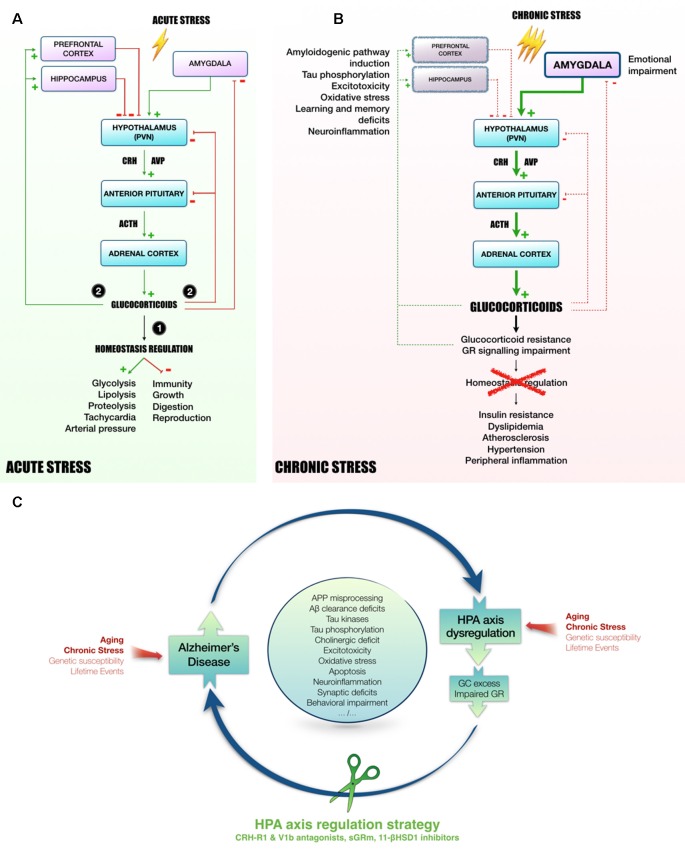 A
ACUTE STRESS
PREFRONTAL
CORTEX
+
HIPPOCAMPUS
+
AMYGDALA
-
- - - +
HYPOTHALAMUS
(PVN)
-
CRH AVP
+
ANTERIOR PITUITARY
-
ACTH
+
ADRENAL CORTEX
+
2 GLUCOCORTICOIDS 2
1
HOMEOSTASIS REGULATION
+ -
Glycolysis
Lipolysis
Proteolysis
Tachycardia
Arterial pressure
Immunity
Growth
Digestion
Reproduction
ACUTE STRESS
B
CHRONIC STRESS
Amyloidogenic pathway
induction
Tau phosphorylation
Excitotoxicity
Oxidative stress
Learning and memory
deficits
Neuroinflammation
+
PREFRONTAL
CORTEX
+
HIPPOCAMPUS
AMYGDALA
-
Emotional
impairment
- - - +
HYPOTHALAMUS
(PVN)
-
CRH AVP
+
ANTERIOR PITUITARY
-
ACTH
+
ADRENAL CORTEX
+
GLUCOCORTICOIDS
Glucocorticoid resistance
GR signalling impairment
Homeostasis regulation
Insulin resistance
Dyslipidemia
Atherosclerosis
Hypertension
Peripheral inflammation
CHRONIC STRESS
C
Aging
Chronic Stress
Genetic susceptibility
Lifetime Events
Alzheimer's
Disease
APP misprocessing
Aβ clearance deficits
Tau kinases
Tau phosphorylation
Cholinergic deficit
Excitotoxicity
Oxidative stress
Apoptosis
Neuroinflammation
Synaptic deficits
Behavioral impairment
... /...
HPA axis
dysregulation
GC excess
Impaired GR
Aging
Chronic Stress
Genetic susceptibility
Lifetime Events
HPA axis regulation strategy
CRH-R1 & V1b antagonists, sGRm, 11-βHSD1 inhibitors